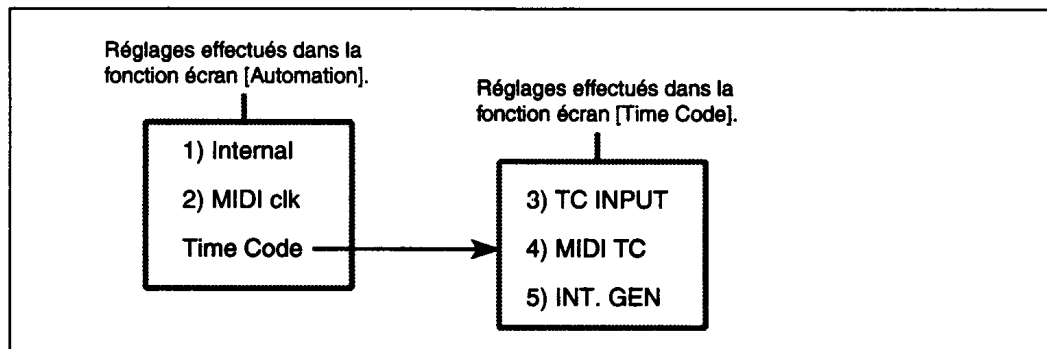 Réglages effectués dans la
fonction écran [Automation].
1) Internal
2) MIDI clk
Time Code
Réglages effectués dans la
fonction écran [Time Code].
3) TC INPUT
4) MIDI TC
5) INT. GEN